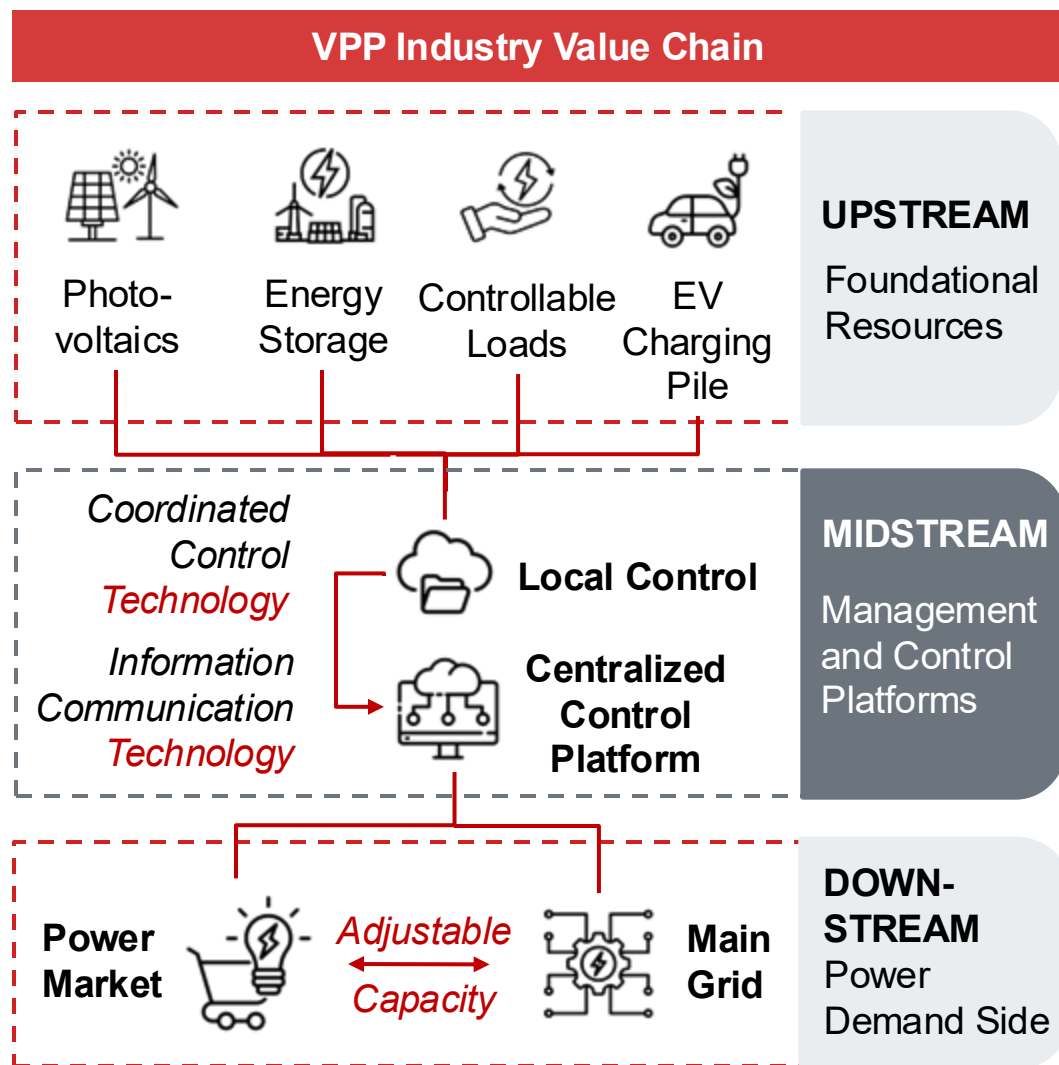 VPP Industry Value Chain
Photo-
voltaics
Energy
Storage
Controllable
Loads
EV
Charging
Pile
UPSTREAM
Foundational
Resources
Coordinated
Control
Technology
Information
Communication
Technology
Local Control
Centralized
Control
Platform
MIDSTREAM
Management
and Control
Platforms
Power
Market
Adjustable
Capacity
Main
Grid
DOWN-
STREAM
Power
Demand Side